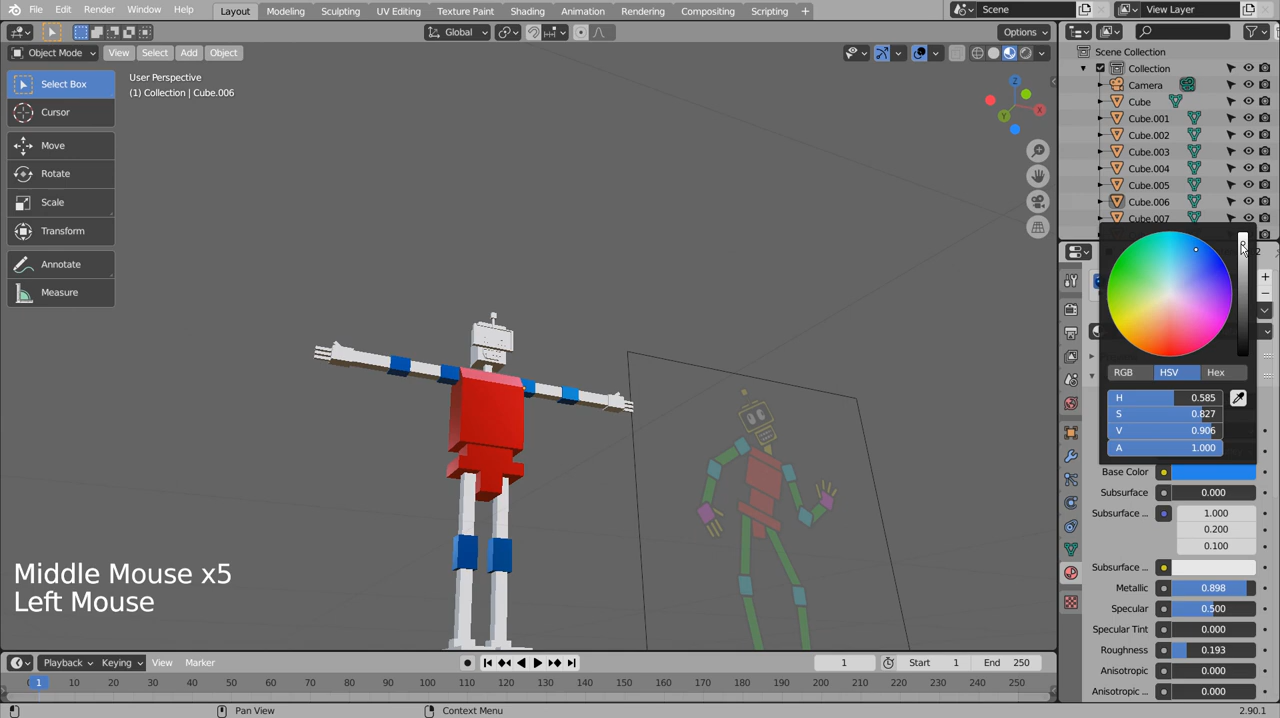 File Edit Render Window Help Layout Modeling Sculpting UV Editing Texture Paint Shading Animation Rendering Compositing Scripting + Scene View Layer
Global Options
Object Mode View Select Add Object
Select Box
Cursor
Move
Rotate
Scale
Transform
Annotate
Measure
User Perspective
(1) Collection | Cube.006
Z
X
Y
Middle Mouse x5
Left Mouse
Scene Collection
Collection
Camera
Cube
Cube.001
Cube.002
Cube.003
Cube.004
Cube.005
Cube.006
Cube.007
RGB HSV Hex
H 0.585
S 0.827
V 0.906
A 1.000
Base Color
Subsurface 0.000
Subsurface ... 1.000
0.200
0.100
Subsurface ...
Metallic 0.898
Specular 0.500
Specular Tint 0.000
Roughness 0.193
Anisotropic 0.000
Anisotropic ... 0.000
Playback Keying View Marker 1 Start 1 End 250
1 10 20 30 40 50 60 70 80 90 100 110 120 130 140 150 160 170 180 190 200 210 220 230 240 250
Pan View Context Menu 2.90.1